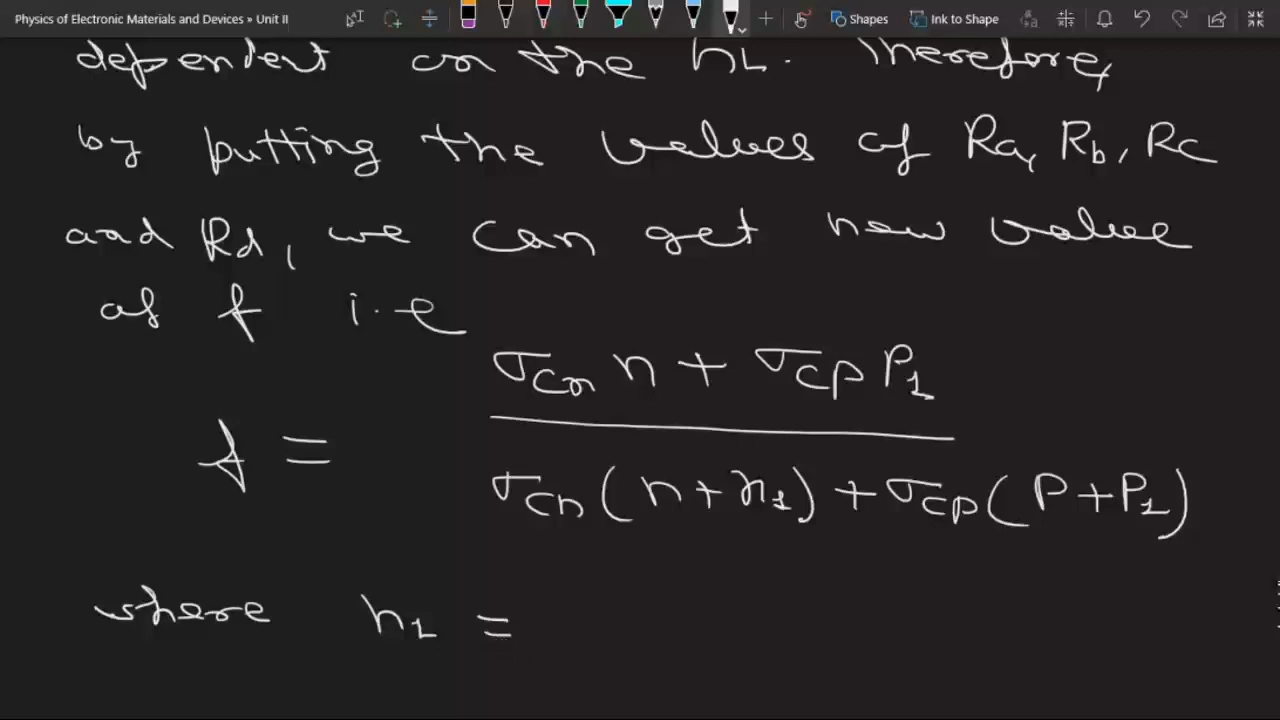 Physics of Electronic Materials and Devices » Unit II
Shapes
Ink to Shape
dependent on the n1. Therefore,
by putting the values of Ra, Rb, Rc
and Rd, we can get new value
of f i.e
f = (σcn n + σcp P1) / (σcn (n + n1) + σcp (P + P1))
where n1 =